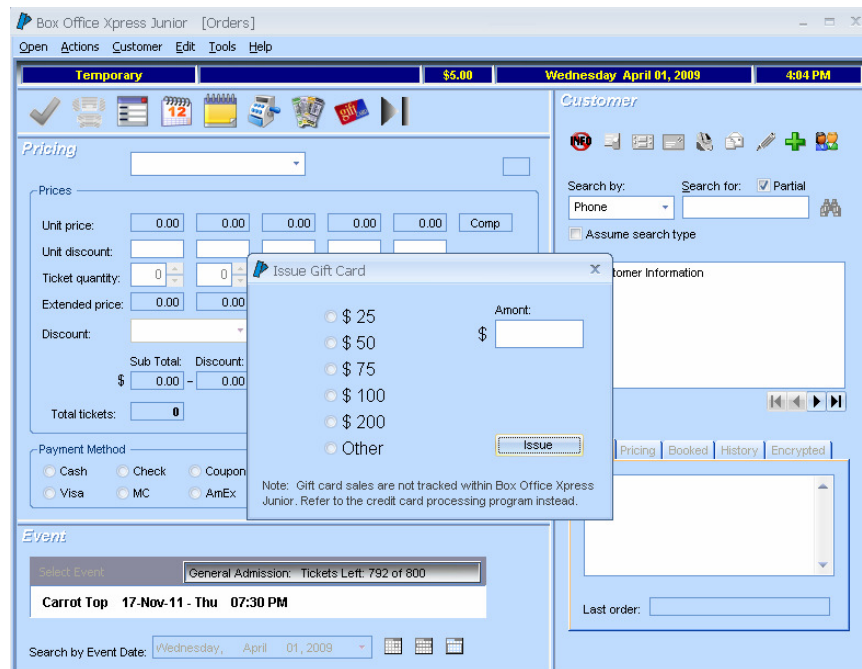 Box Office Xpress Junior [Orders]
Open Actions Customer Edit Tools Help
Temporary $5.00 Wednesday April 01, 2009 4:04 PM
12 gift
Pricing
Prices
Unit price: 0.00 0.00 0.00 0.00 0.00 Comp
Unit discount:
Ticket quantity: 0 0
Extended price: 0.00 0.00
Discount:
Sub Total: Discount:
$ 0.00 - 0.00
Total tickets: 0
Payment Method
Cash Check Coupon
Visa MC AmEx
Issue Gift Card
$ 25
$ 50
$ 75
$ 100
$ 200
Other
Amont:
$
Issue
Note: Gift card sales are not tracked within Box Office Xpress
Junior. Refer to the credit card processing program instead.
Customer
INFO
Search by: Search for: Partial
Phone
Assume search type
tomer Information
Pricing Booked History Encrypted
Last order:
Event
Select Event General Admission: Tickets Left: 792 of 800
Carrot Top 17-Nov-11 - Thu 07:30 PM
Search by Event Date: Wednesday, April 01, 2009